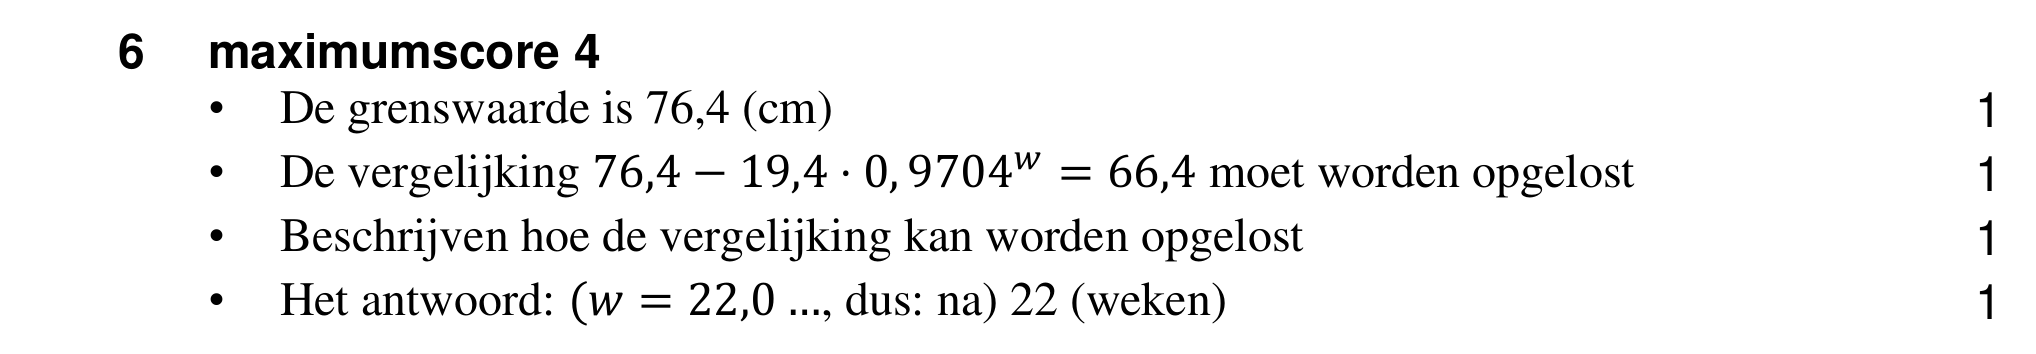 6 maximumscore 4
• De grenswaarde is 76,4 (cm) 1
• De vergelijking 76,4 − 19,4 · 0, 9704^w = 66,4 moet worden opgelost 1
• Beschrijven hoe de vergelijking kan worden opgelost 1
• Het antwoord: (w = 22,0 …, dus: na) 22 (weken) 1